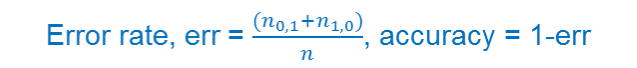 Error rate, err = (n₀,₁+n₁,₀)/n, accuracy = 1-err